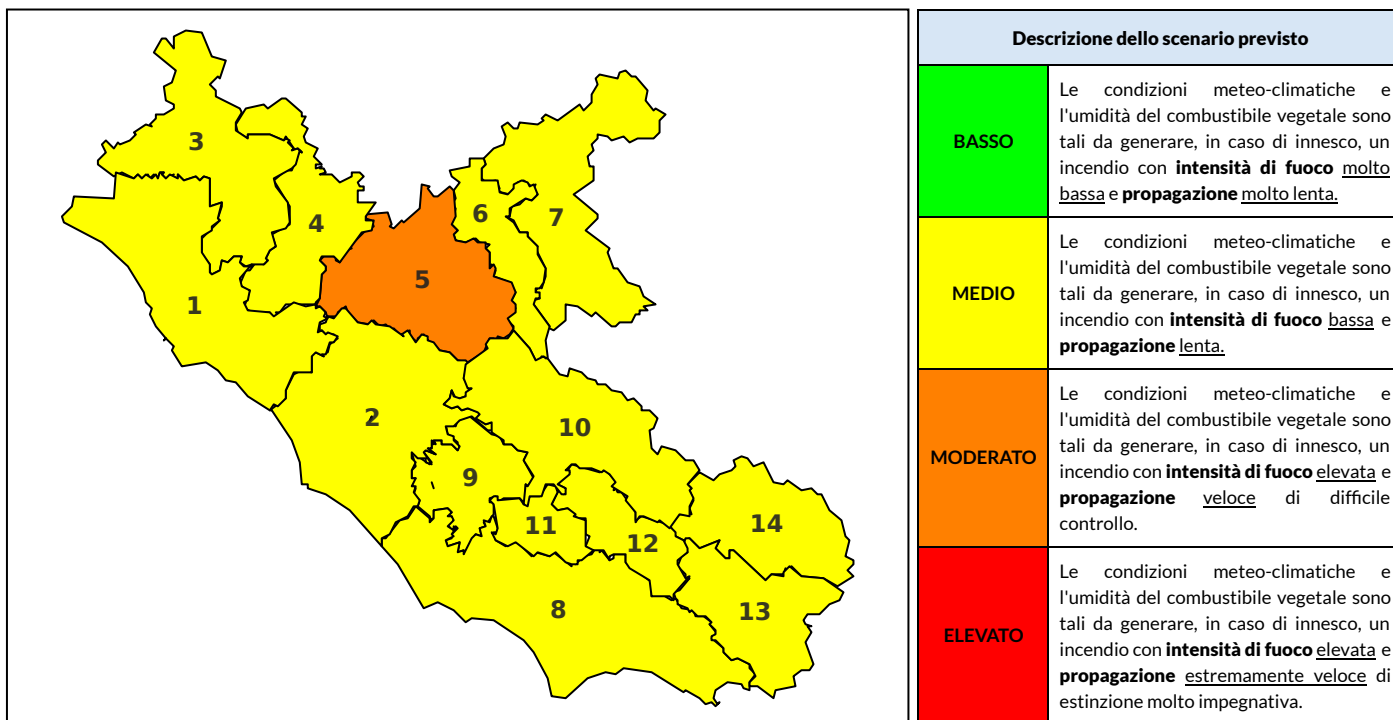 3
4
6
7
5
1
2
10
9
11
12
14
8
13
Descrizione dello scenario previsto
BASSO
Le condizioni meteo-climatiche e
l'umidità del combustibile vegetale sono
tali da generare, in caso di innesco, un
incendio con intensità di fuoco molto
bassa e propagazione molto lenta.
MEDIO
Le condizioni meteo-climatiche e
l'umidità del combustibile vegetale sono
tali da generare, in caso di innesco, un
incendio con intensità di fuoco bassa e
propagazione lenta.
MODERATO
Le condizioni meteo-climatiche e
l'umidità del combustibile vegetale sono
tali da generare, in caso di innesco, un
incendio con intensità di fuoco elevata e
propagazione veloce di difficile
controllo.
ELEVATO
Le condizioni meteo-climatiche e
l'umidità del combustibile vegetale sono
tali da generare, in caso di innesco, un
incendio con intensità di fuoco elevata e
propagazione estremamente veloce di
estinzione molto impegnativa.